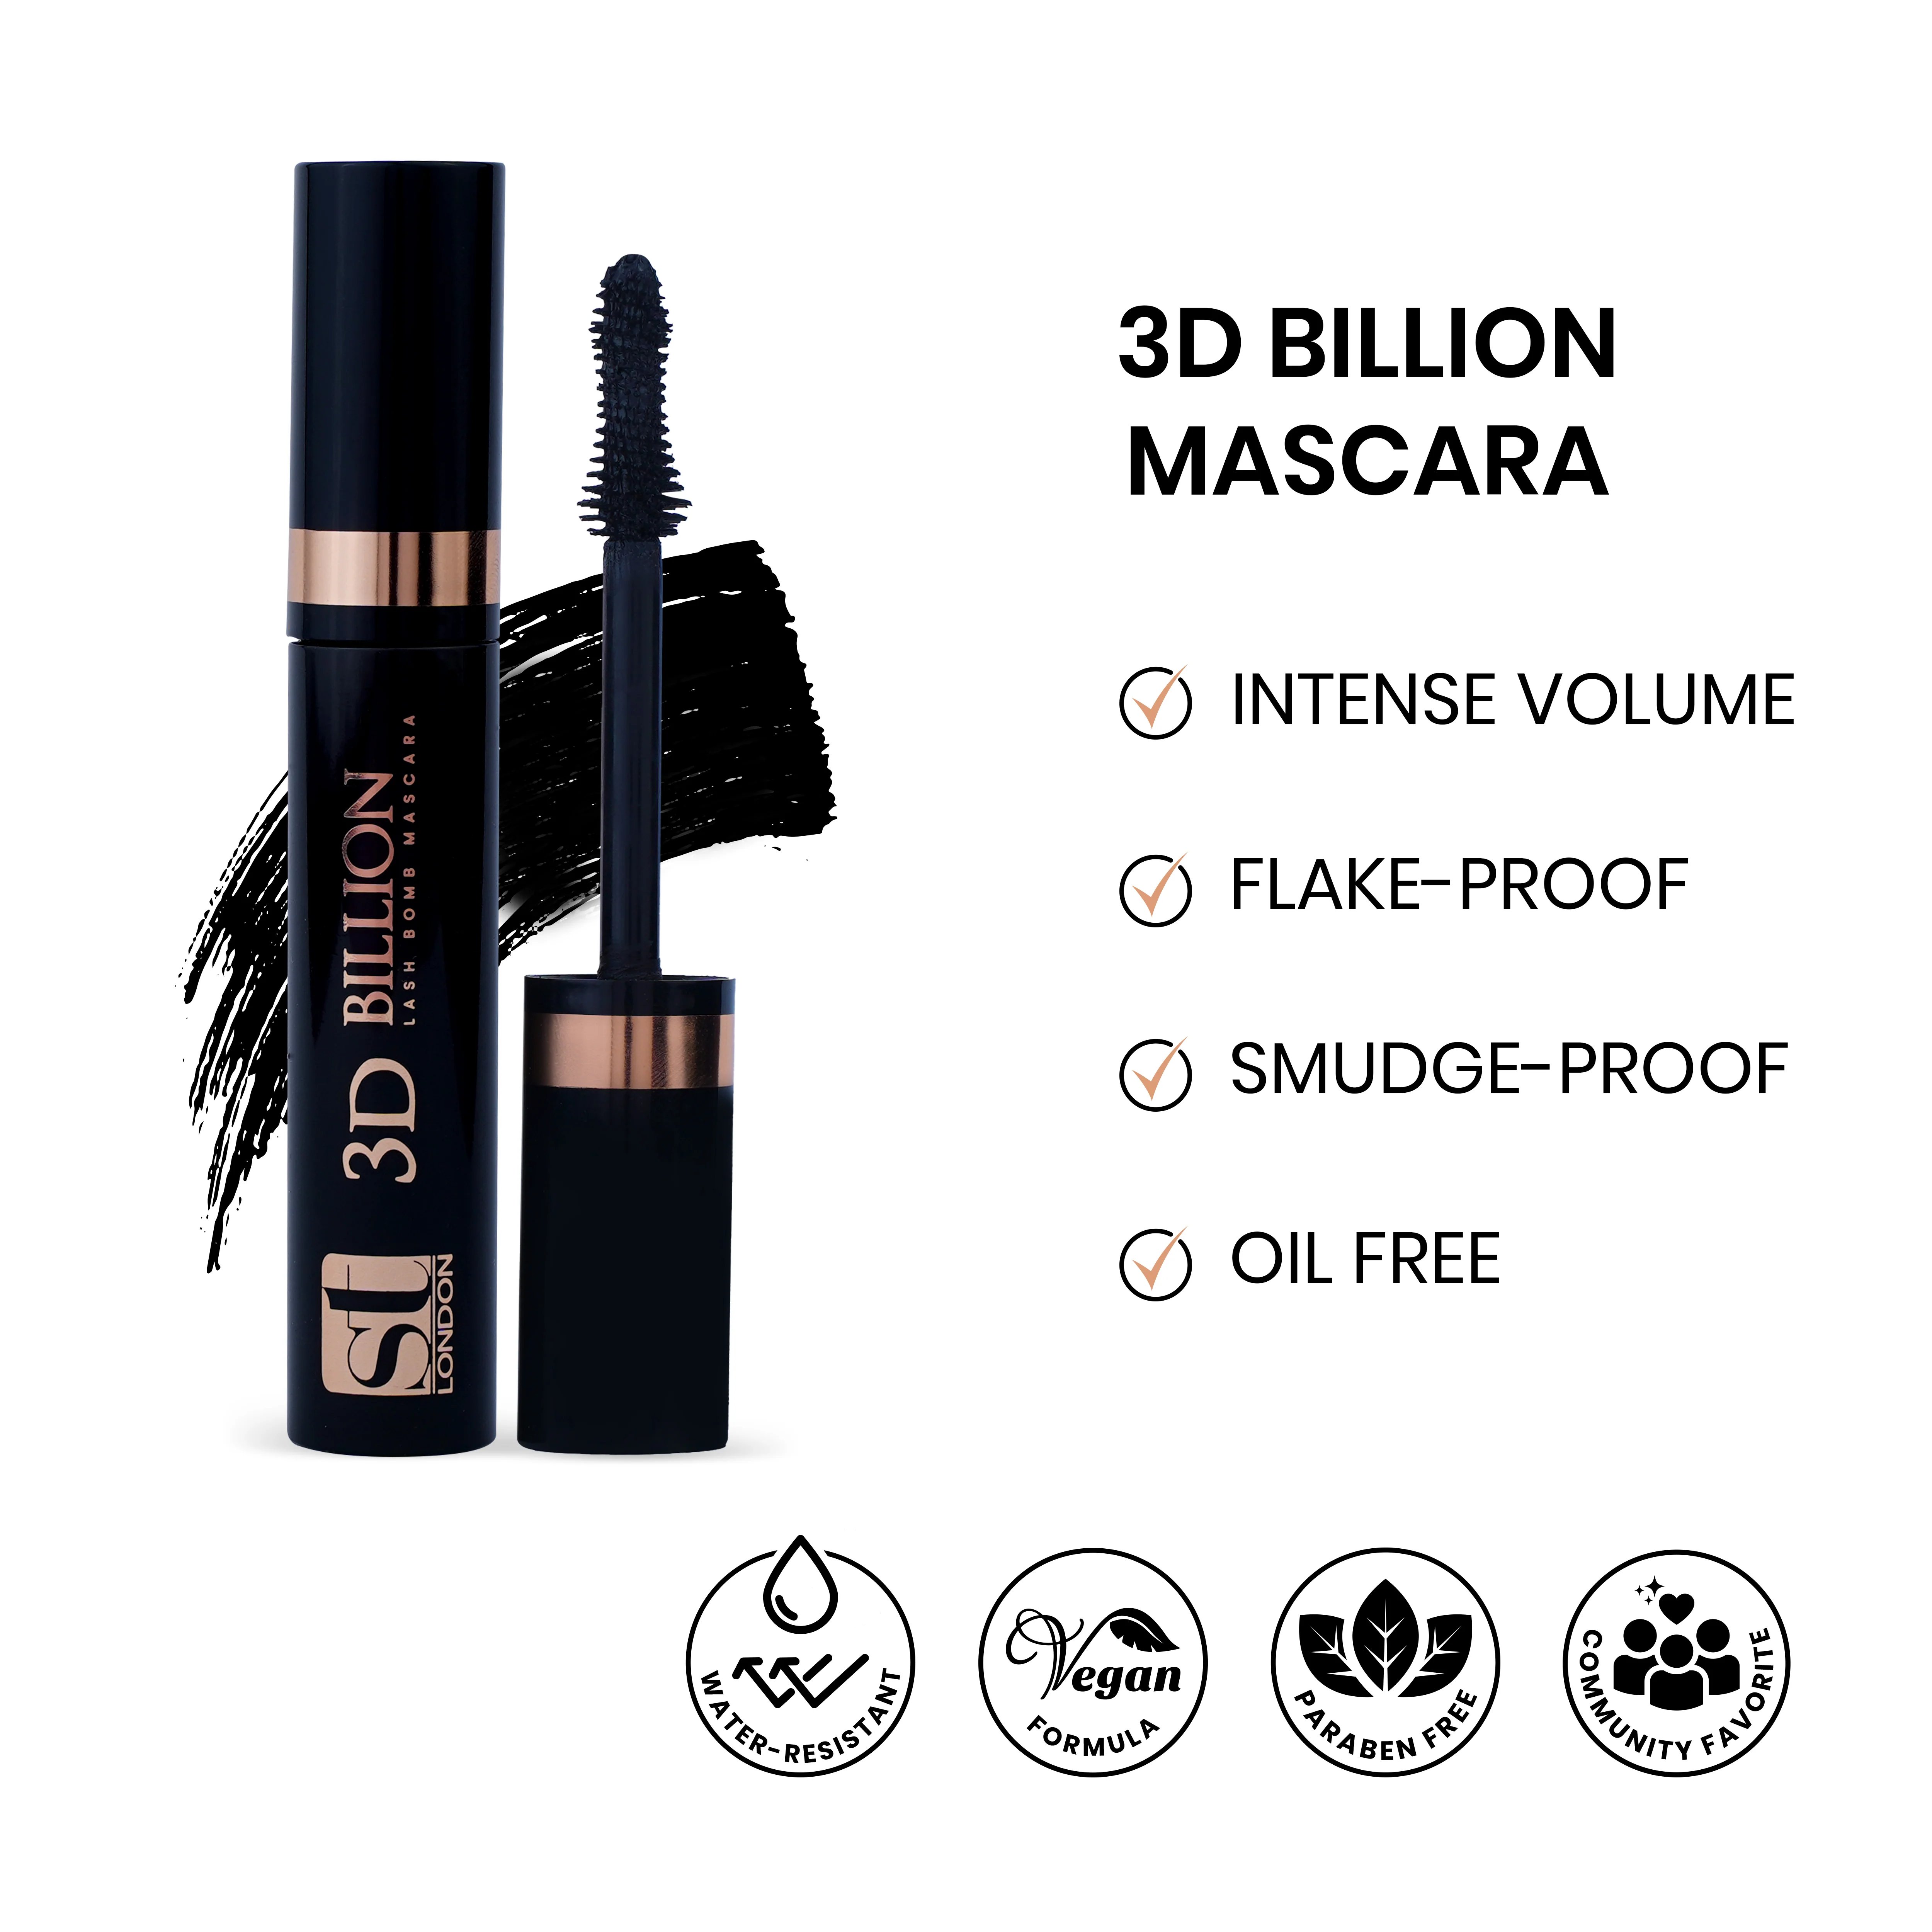 3D BILLION
MASCARA
INTENSE VOLUME
FLAKE-PROOF
SMUDGE-PROOF
OIL FREE
st
LONDON
3D BILLION
LASH BOMB MASCARA
WATER-RESISTANT
Vegan
FORMULA
PARABEN FREE
COMMUNITY FAVORITE